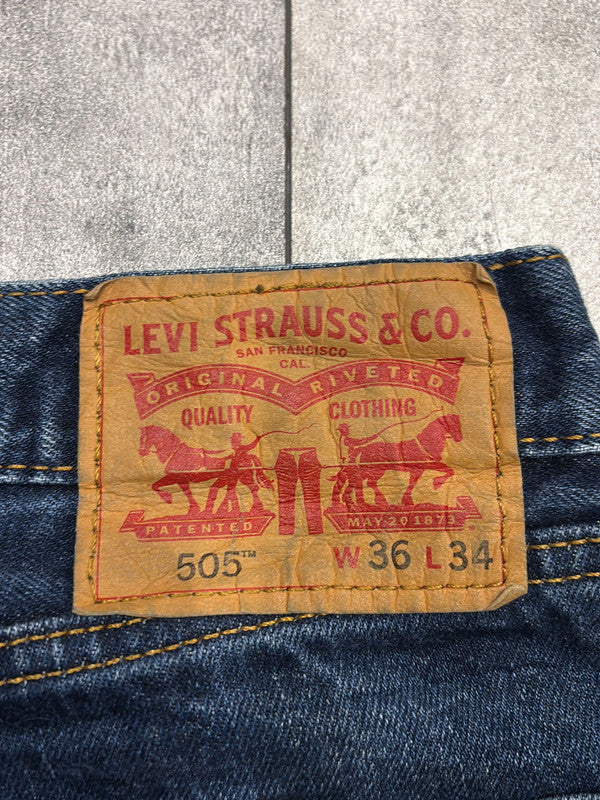 LEVI STRAUSS & CO.
SAN FRANCISCO
CAL.
ORIGINAL RIVETED
QUALITY CLOTHING
PATENTED MAY 20 1873
505™ W 36 L 34